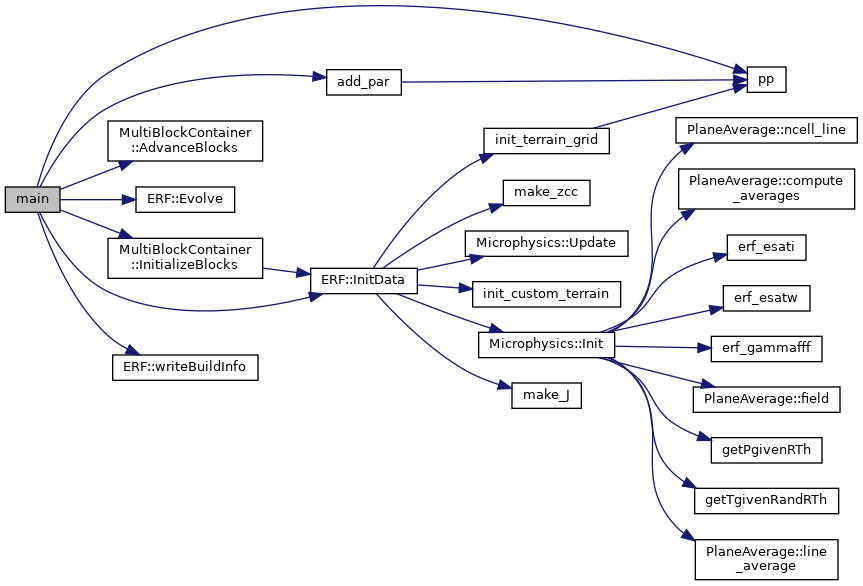 main
add_par
MultiBlockContainer
::AdvanceBlocks
ERF::Evolve
MultiBlockContainer
::InitializeBlocks
ERF::writeBuildInfo
ERF::InitData
init_terrain_grid
make_zcc
Microphysics::Update
init_custom_terrain
Microphysics::Init
make_J
pp
PlaneAverage::ncell_line
PlaneAverage::compute
_averages
erf_esati
erf_esatw
erf_gammafff
PlaneAverage::field
getPgivenRTh
getTgivenRandRTh
PlaneAverage::line
_average